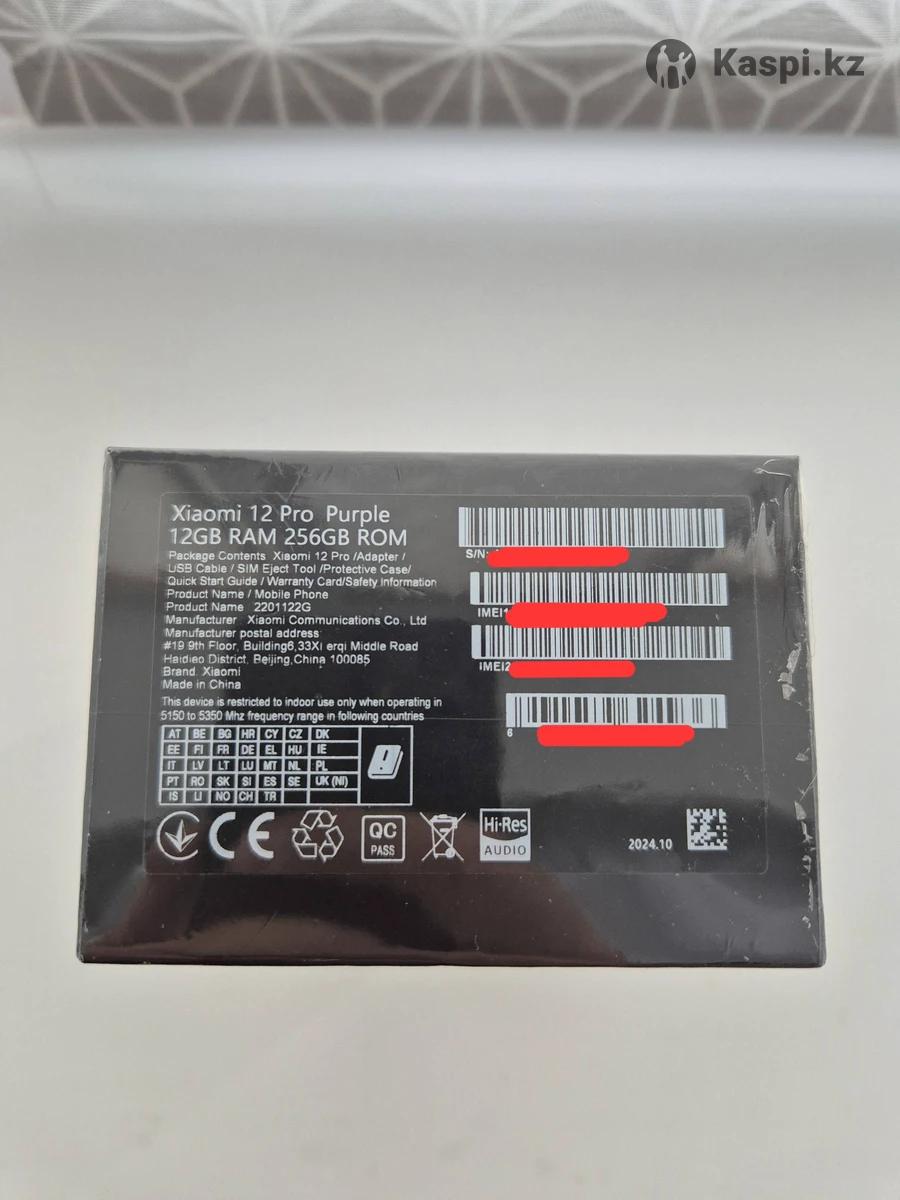 Kaspi.kz
Xiaomi 12 Pro Purple
12GB RAM 256GB ROM
Package Contents Xiaomi 12 Pro /Adapter /
USB Cable / SIM Eject Tool /Protective Case/
Quick Start Guide / Warranty Card/Safety Information
Product Name / Mobile Phone
Product Name 2201122G
Manufacturer Xiaomi Communications Co., Ltd
Manufacturer postal address
#19 9th Floor, Building6,33Xi erqi Middle Road
Haidiao District, Beijing,China 100085
Brand. Xiaomi
Made in China
This device is restricted to indoor use only when operating in
5150 to 5350 Mhz frequency range in following countries
AT BE BG HR CY CZ DK
EE FI FR DE EL HU IE
IT LV LT LU MT NL PL
PT RO SK SI ES SE UK (NI)
IS LI NO CH TR
CE
QC
PASS
Hi-Res
AUDIO
S/N:
IMEI1
IMEI2
6
2024.10